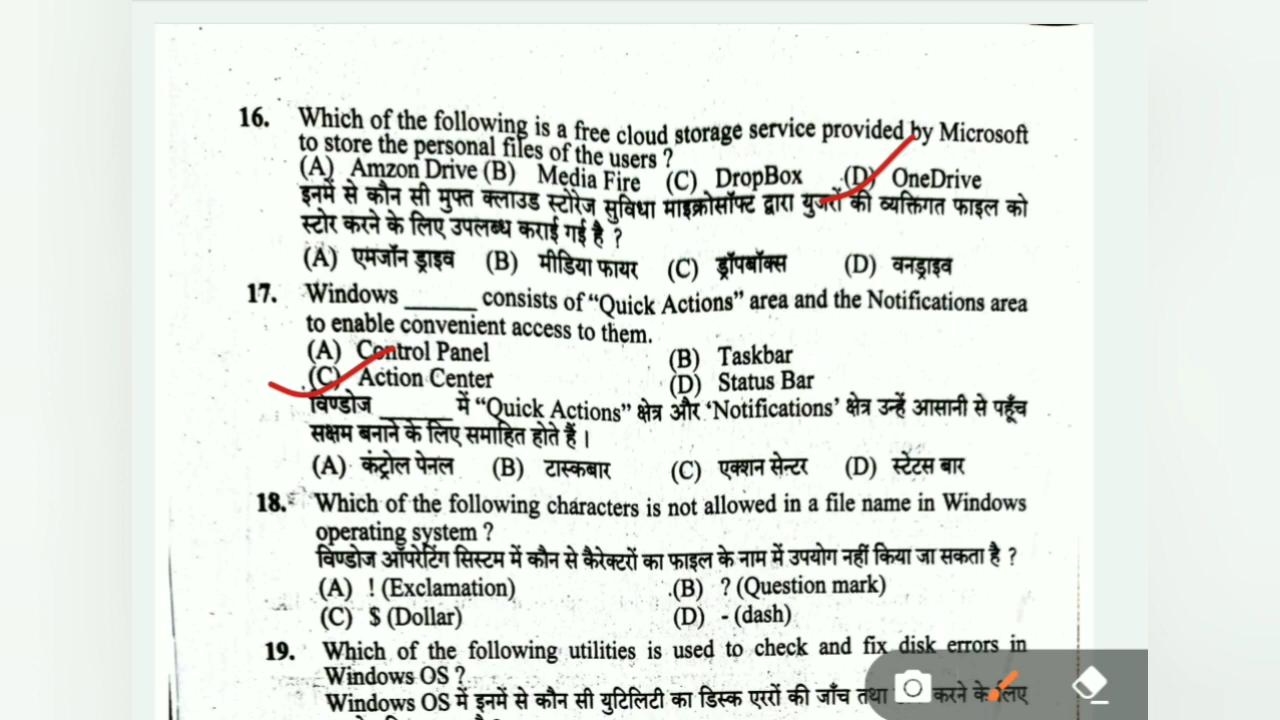 16. Which of the following is a free cloud storage service provided by Microsoft
to store the personal files of the users ?
(A) Amzon Drive (B) Media Fire (C) DropBox (D) OneDrive
इनमें से कौन सी मुफ्त क्लाउड स्टोरेज सुविधा माइक्रोसॉफ्ट द्वारा युजरों की व्यक्तिगत फाइल को
स्टोर करने के लिए उपलब्ध कराई गई है ?
(A) एमजॉन ड्राइव (B) मीडिया फायर (C) ड्रॉपबॉक्स (D) वनड्राइव
17. Windows ______ consists of “Quick Actions” area and the Notifications area
to enable convenient access to them.
(A) Control Panel (B) Taskbar
(C) Action Center (D) Status Bar
विण्डोज ______ में “Quick Actions” क्षेत्र और ‘Notifications’ क्षेत्र उन्हें आसानी से पहूँच
सक्षम बनाने के लिए समाहित होते हैं ।
(A) कंट्रोल पेनल (B) टास्कबार (C) एक्शन सेन्टर (D) स्टेटस बार
18. Which of the following characters is not allowed in a file name in Windows
operating system ?
विण्डोज ऑपरेटिंग सिस्टम में कौन से कैरेक्टरों का फाइल के नाम में उपयोग नहीं किया जा सकता है ?
(A) ! (Exclamation) (B) ? (Question mark)
(C) $ (Dollar) (D) - (dash)
19. Which of the following utilities is used to check and fix disk errors in
Windows OS ?
Windows OS में इनमें से कौन सी युटिलिटी का डिस्क एररों की जाँच तथा करने के लिए